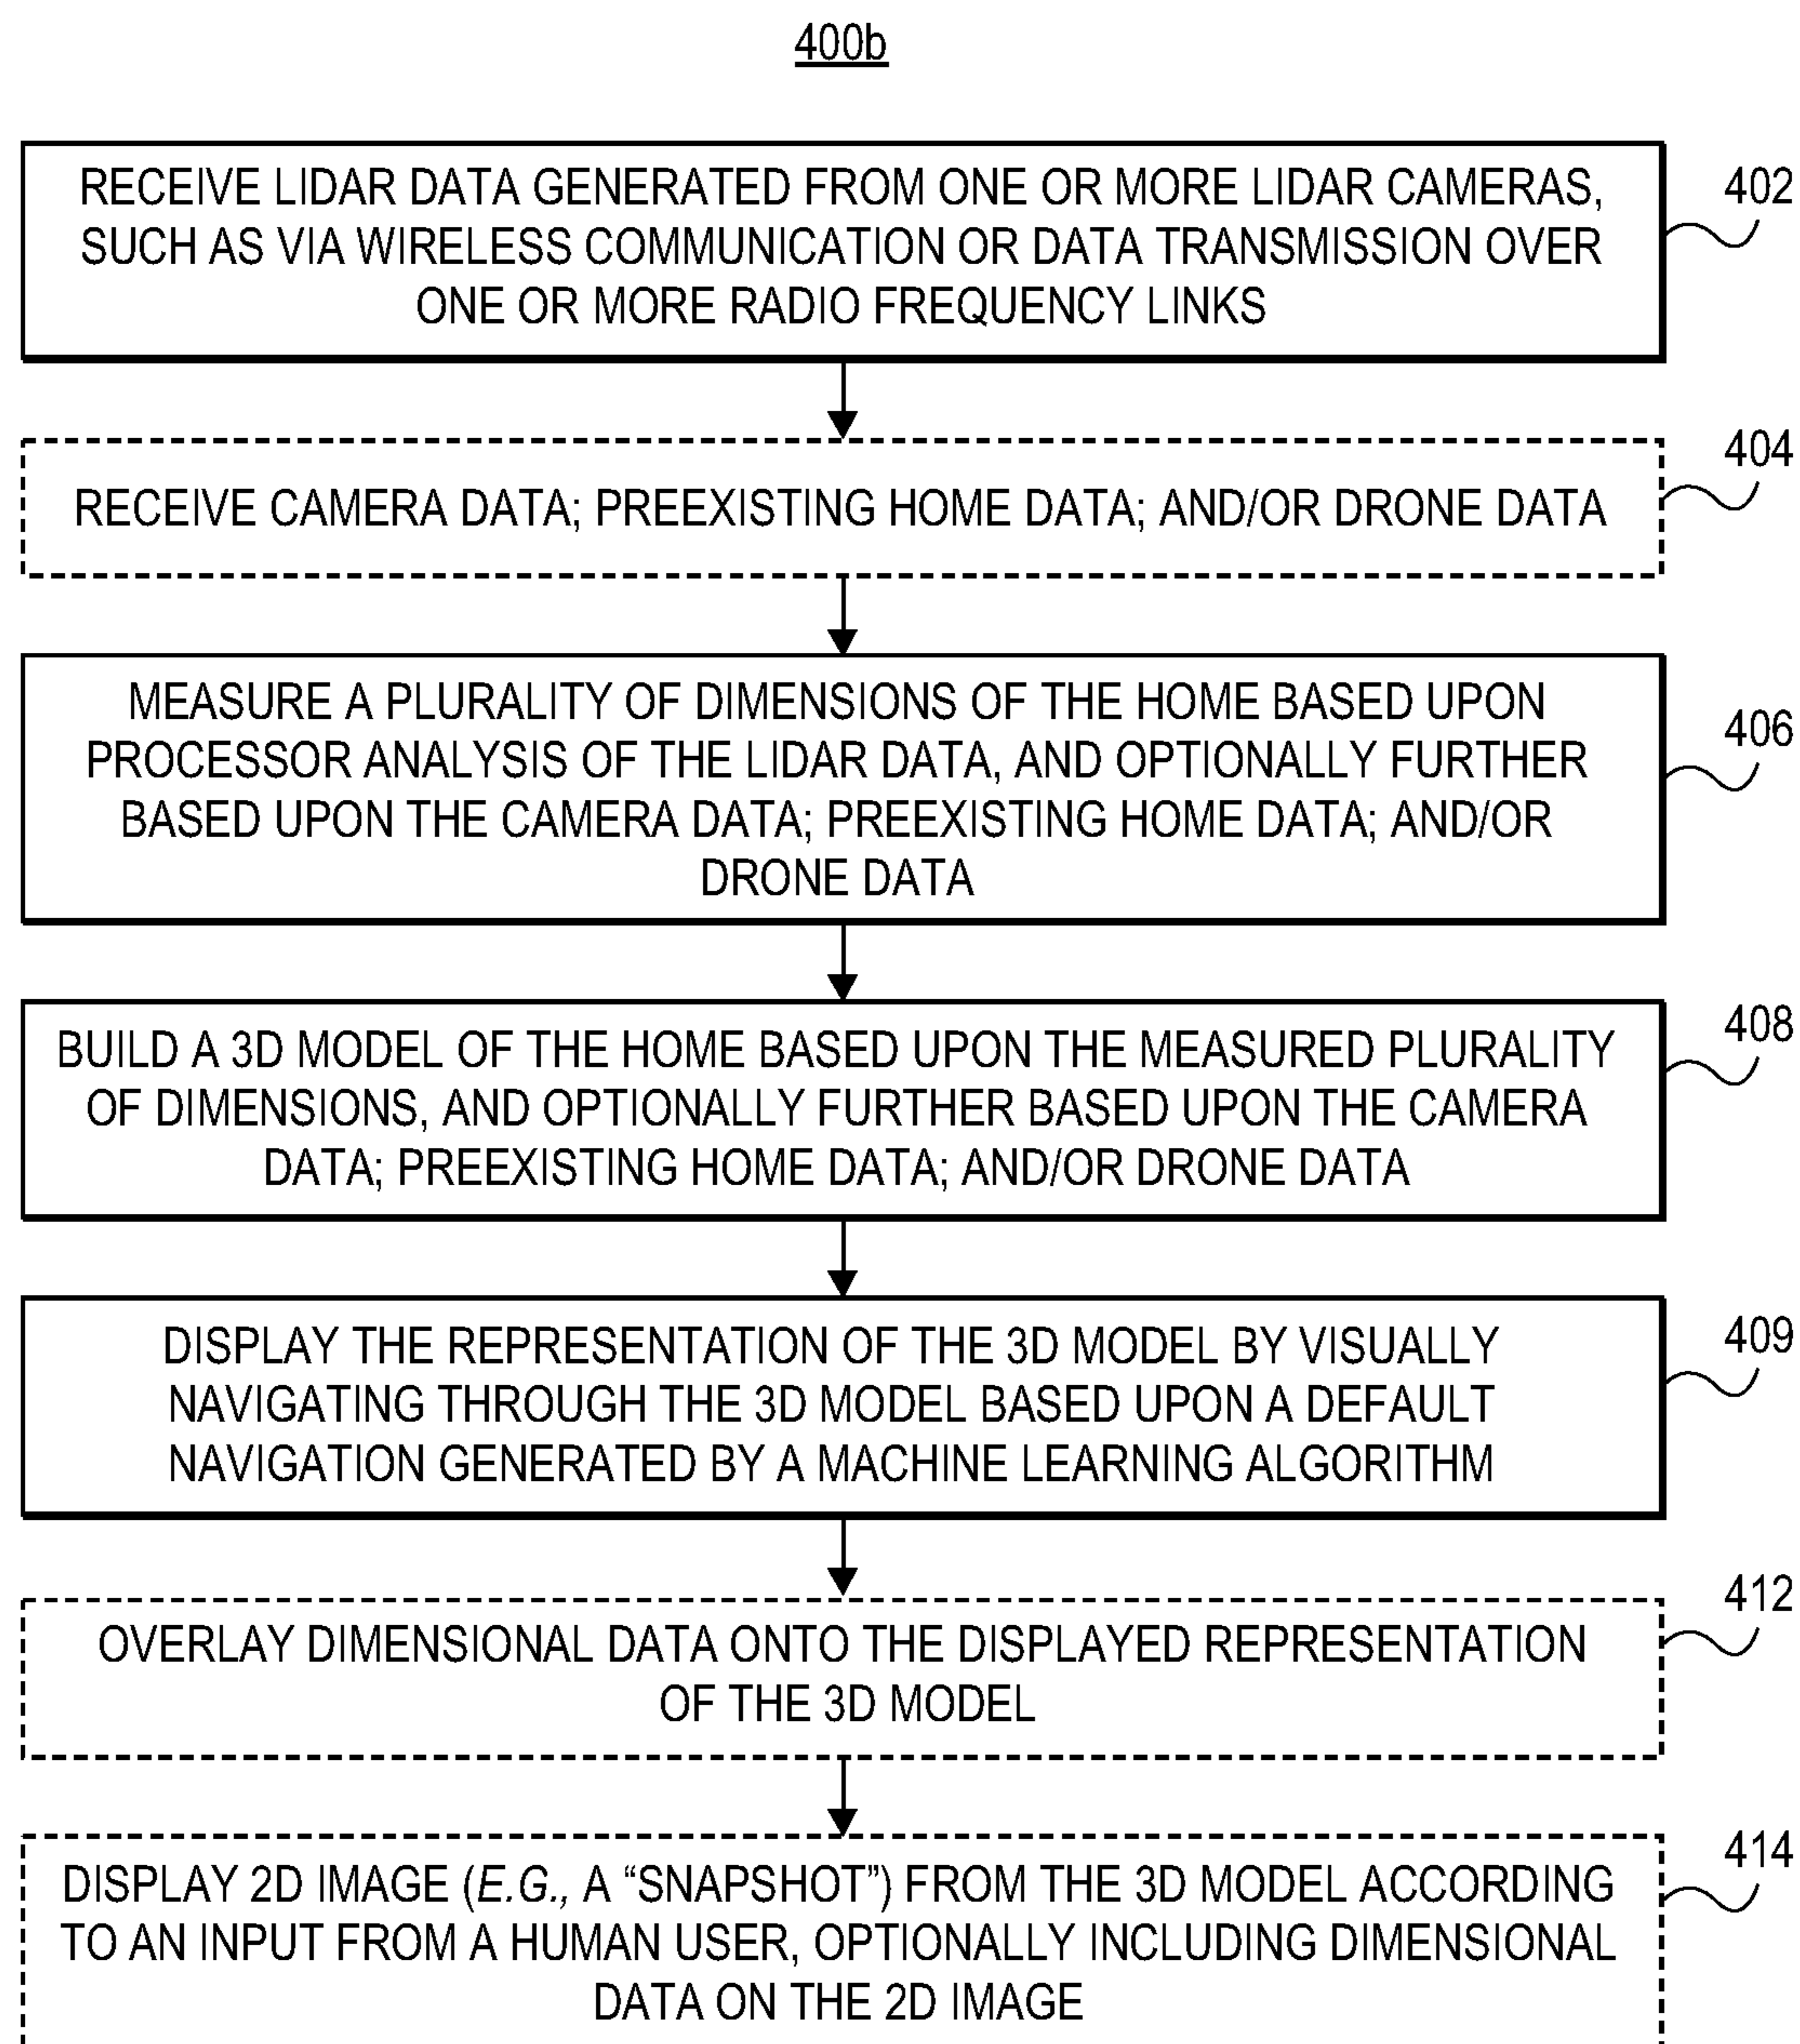 400b
RECEIVE LIDAR DATA GENERATED FROM ONE OR MORE LIDAR CAMERAS,
SUCH AS VIA WIRELESS COMMUNICATION OR DATA TRANSMISSION OVER
ONE OR MORE RADIO FREQUENCY LINKS
402
RECEIVE CAMERA DATA; PREEXISTING HOME DATA; AND/OR DRONE DATA
404
MEASURE A PLURALITY OF DIMENSIONS OF THE HOME BASED UPON
PROCESSOR ANALYSIS OF THE LIDAR DATA, AND OPTIONALLY FURTHER
BASED UPON THE CAMERA DATA; PREEXISTING HOME DATA; AND/OR
DRONE DATA
406
BUILD A 3D MODEL OF THE HOME BASED UPON THE MEASURED PLURALITY
OF DIMENSIONS, AND OPTIONALLY FURTHER BASED UPON THE CAMERA
DATA; PREEXISTING HOME DATA; AND/OR DRONE DATA
408
DISPLAY THE REPRESENTATION OF THE 3D MODEL BY VISUALLY
NAVIGATING THROUGH THE 3D MODEL BASED UPON A DEFAULT
NAVIGATION GENERATED BY A MACHINE LEARNING ALGORITHM
409
OVERLAY DIMENSIONAL DATA ONTO THE DISPLAYED REPRESENTATION
OF THE 3D MODEL
412
DISPLAY 2D IMAGE (E.G., A “SNAPSHOT”) FROM THE 3D MODEL ACCORDING
TO AN INPUT FROM A HUMAN USER, OPTIONALLY INCLUDING DIMENSIONAL
DATA ON THE 2D IMAGE
414